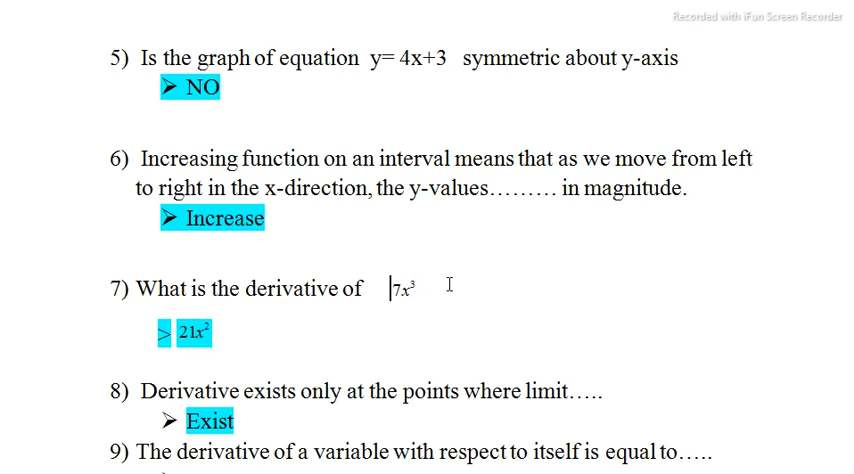 Recorded with iFun Screen Recorder
5) Is the graph of equation y= 4x+3 symmetric about y-axis
➢ NO
6) Increasing function on an interval means that as we move from left
to right in the x-direction, the y-values……… in magnitude.
➢ Increase
7) What is the derivative of 7x³
> 21x²
8) Derivative exists only at the points where limit…..
➢ Exist
9) The derivative of a variable with respect to itself is equal to…..